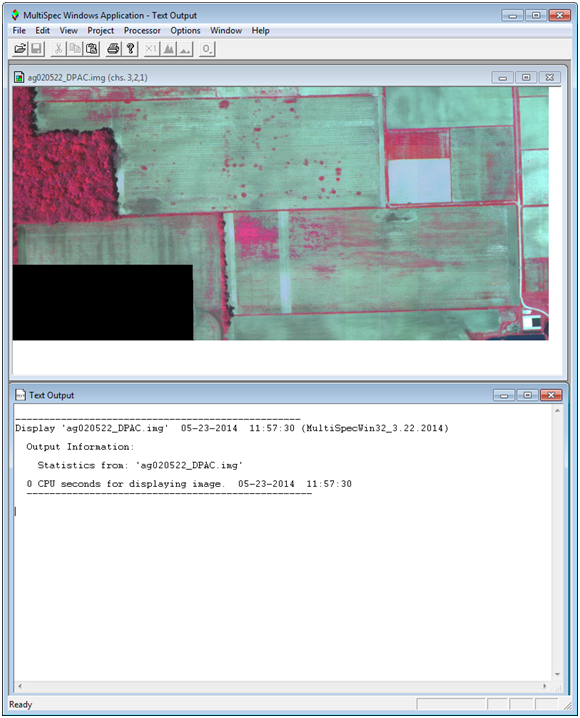 MultiSpec Windows Application - Text Output
File Edit View Project Processor Options Window Help
×1 O.
ag020522_DPAC.img (chs. 3,2,1)
Text Output
Display 'ag020522_DPAC.img' 05-23-2014 11:57:30 (MultiSpecWin32_3.22.2014)
Output Information:
Statistics from: 'ag020522_DPAC.img'
0 CPU seconds for displaying image. 05-23-2014 11:57:30
Ready